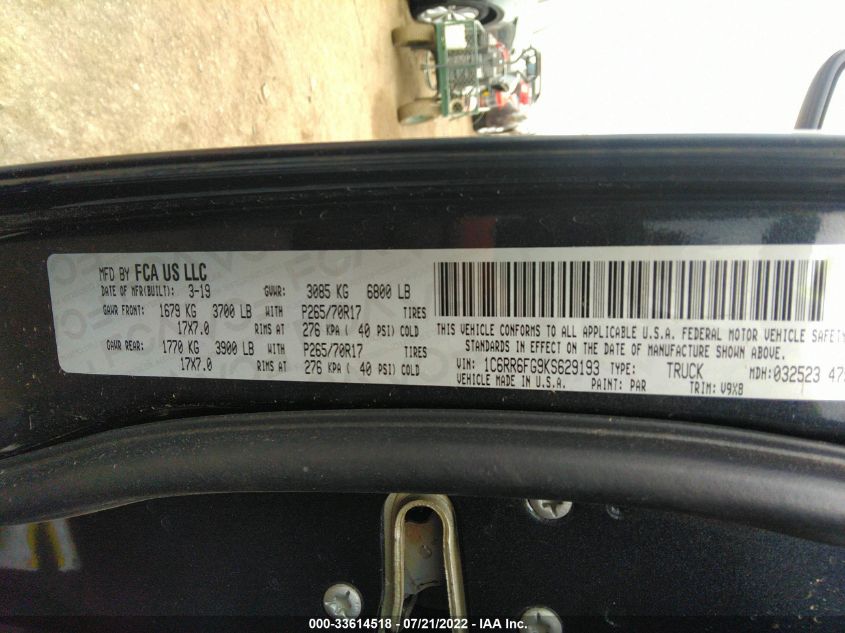 MFD BY FCA US LLC
DATE OF MFR(BUILT): 3-19 GVWR: 3085 KG 6800 LB
GAWR FRONT: 1679 KG 3700 LB WITH P265/70R17 TIRES
17X7.0 RIMS AT 276 KPA ( 40 PSI) COLD
GAWR REAR: 1770 KG 3900 LB WITH P265/70R17 TIRES
17X7.0 RIMS AT 276 KPA ( 40 PSI) COLD
THIS VEHICLE CONFORMS TO ALL APPLICABLE U.S.A. FEDERAL MOTOR VEHICLE SAFETY
STANDARDS IN EFFECT ON THE DATE OF MANUFACTURE SHOWN ABOVE.
VIN: 1C6RR6FG9KS629193 TYPE: TRUCK MDH: 032523
VEHICLE MADE IN U.S.A. PAINT: PAR TRIM: V9X8
000-33614518 - 07/21/2022 - IAA Inc.